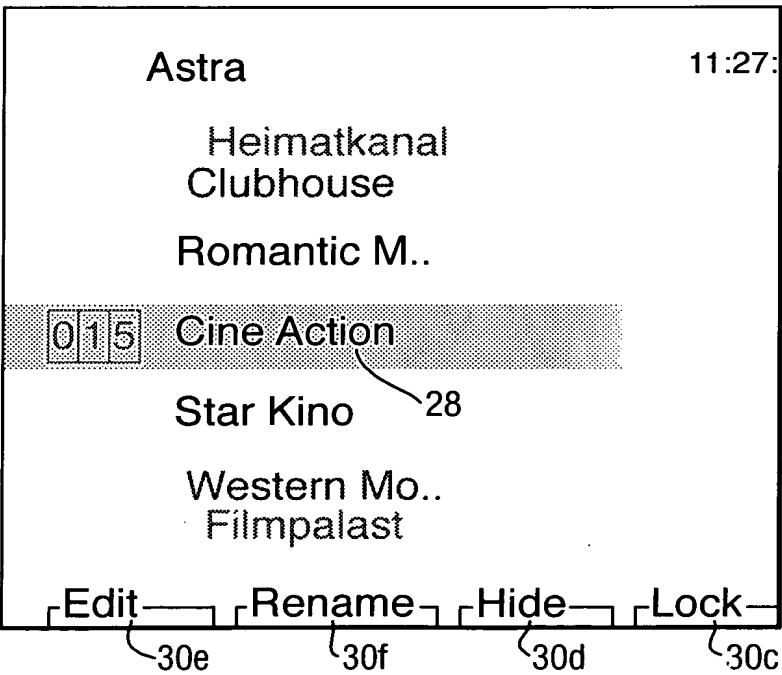 Astra 11:27:
Heimatkanal
Clubhouse
Romantic M..
015 Cine Action
28
Star Kino
Western Mo..
Filmpalast
Edit Rename Hide Lock
30e 30f 30d 30c